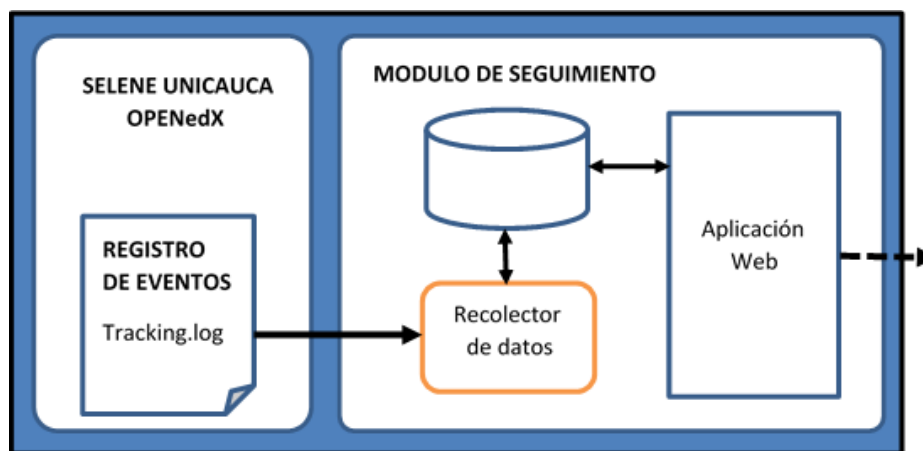 SELENE UNICAUCA
OPENedX
REGISTRO
DE EVENTOS
Tracking.log
MODULO DE SEGUIMIENTO
Recolector
de datos
Aplicación
Web